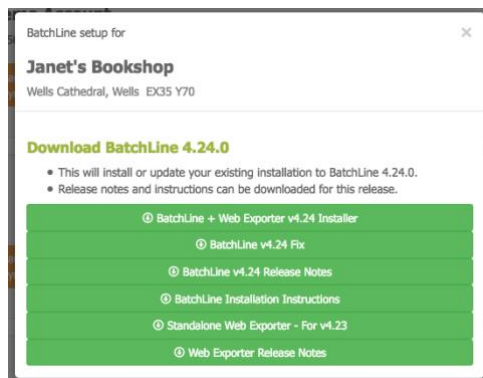 BatchLine setup for
Janet's Bookshop
Wells Cathedral, Wells EX35 Y70
Download BatchLine 4.24.0
This will install or update your existing installation to BatchLine 4.24.0.
Release notes and instructions can be downloaded for this release.
BatchLine + Web Exporter v4.24 Installer
BatchLine v4.24 Fix
BatchLine v4.24 Release Notes
BatchLine Installation Instructions
Standalone Web Exporter - For v4.23
Web Exporter Release Notes